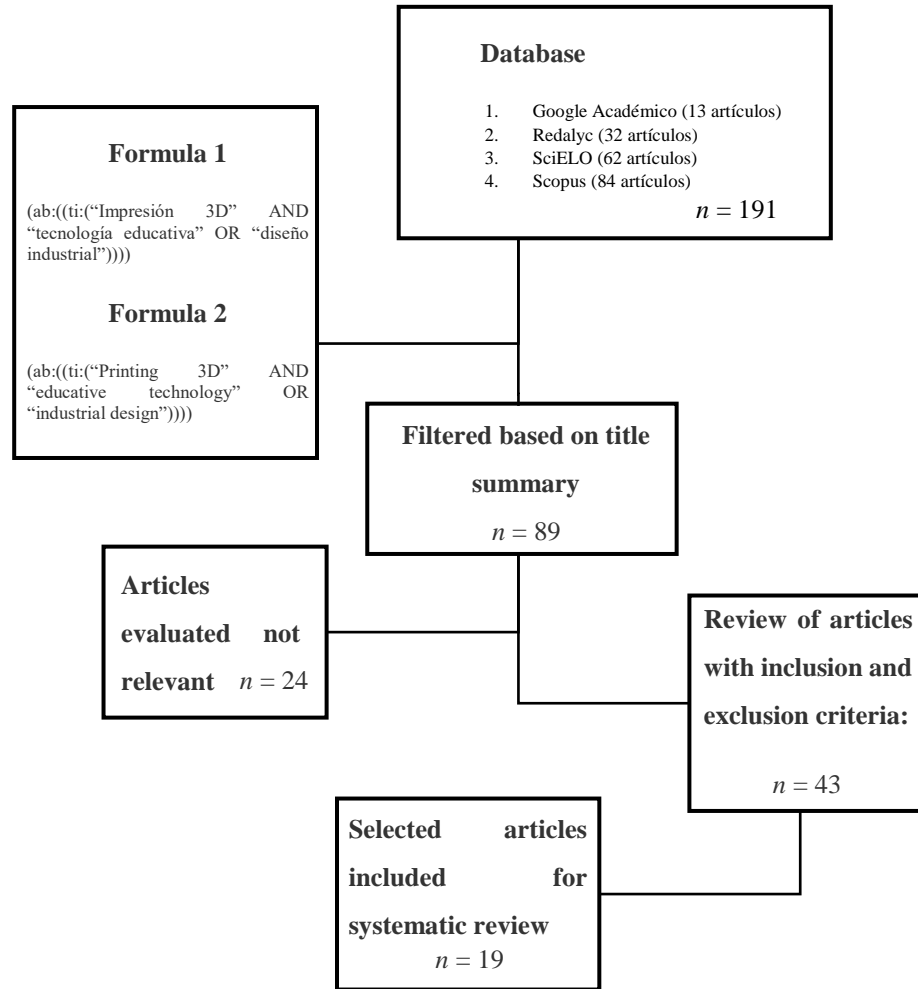 Database
1. Google Académico (13 artículos)
2. Redalyc (32 artículos)
3. SciELO (62 artículos)
4. Scopus (84 artículos)
n = 191
Formula 1
(ab:((ti:(“Impresión 3D” AND
“tecnología educativa” OR “diseño
industrial”))))
Formula 2
(ab:((ti:(“Printing 3D” AND
“educative technology” OR
“industrial design”))))
Filtered based on title
summary
n = 89
Articles
evaluated not
relevant n = 24
Review of articles
with inclusion and
exclusion criteria:
n = 43
Selected articles
included for
systematic review
n = 19